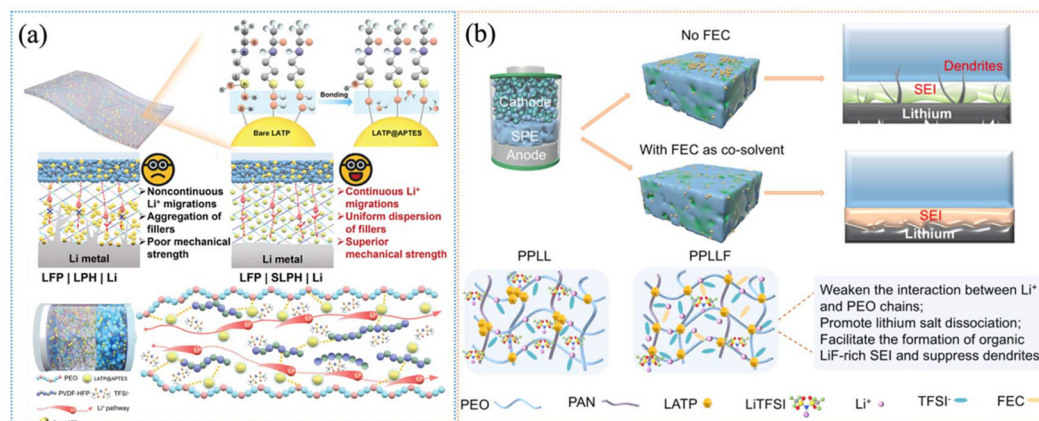 (a)
Bonding
Bare LATP
LATP@APTES
➢Noncontinuous
Li⁺ migrations
➢Aggregation of
fillers
➢Poor mechanical
strength
➢Continuous Li⁺
migrations
➢Uniform dispersion
of fillers
➢Superior
mechanical strength
Li metal
Li metal
LFP | LPH | Li
LFP | SLPH | Li
PEO
LATP@APTES
PVDF-HFP
TFSI⁻
Li⁺
Li⁺ pathway
(b)
No FEC
Cathode
SPE
Anode
With FEC as co-solvent
Dendrites
SEI
Lithium
SEI
Lithium
PPLL
PPLLF
Weaken the interaction between Li⁺
and PEO chains;
Promote lithium salt dissociation;
Facilitate the formation of organic
LiF-rich SEI and suppress dendrites
PEO
PAN
LATP
LiTFSI
Li⁺
TFSI⁻
FEC